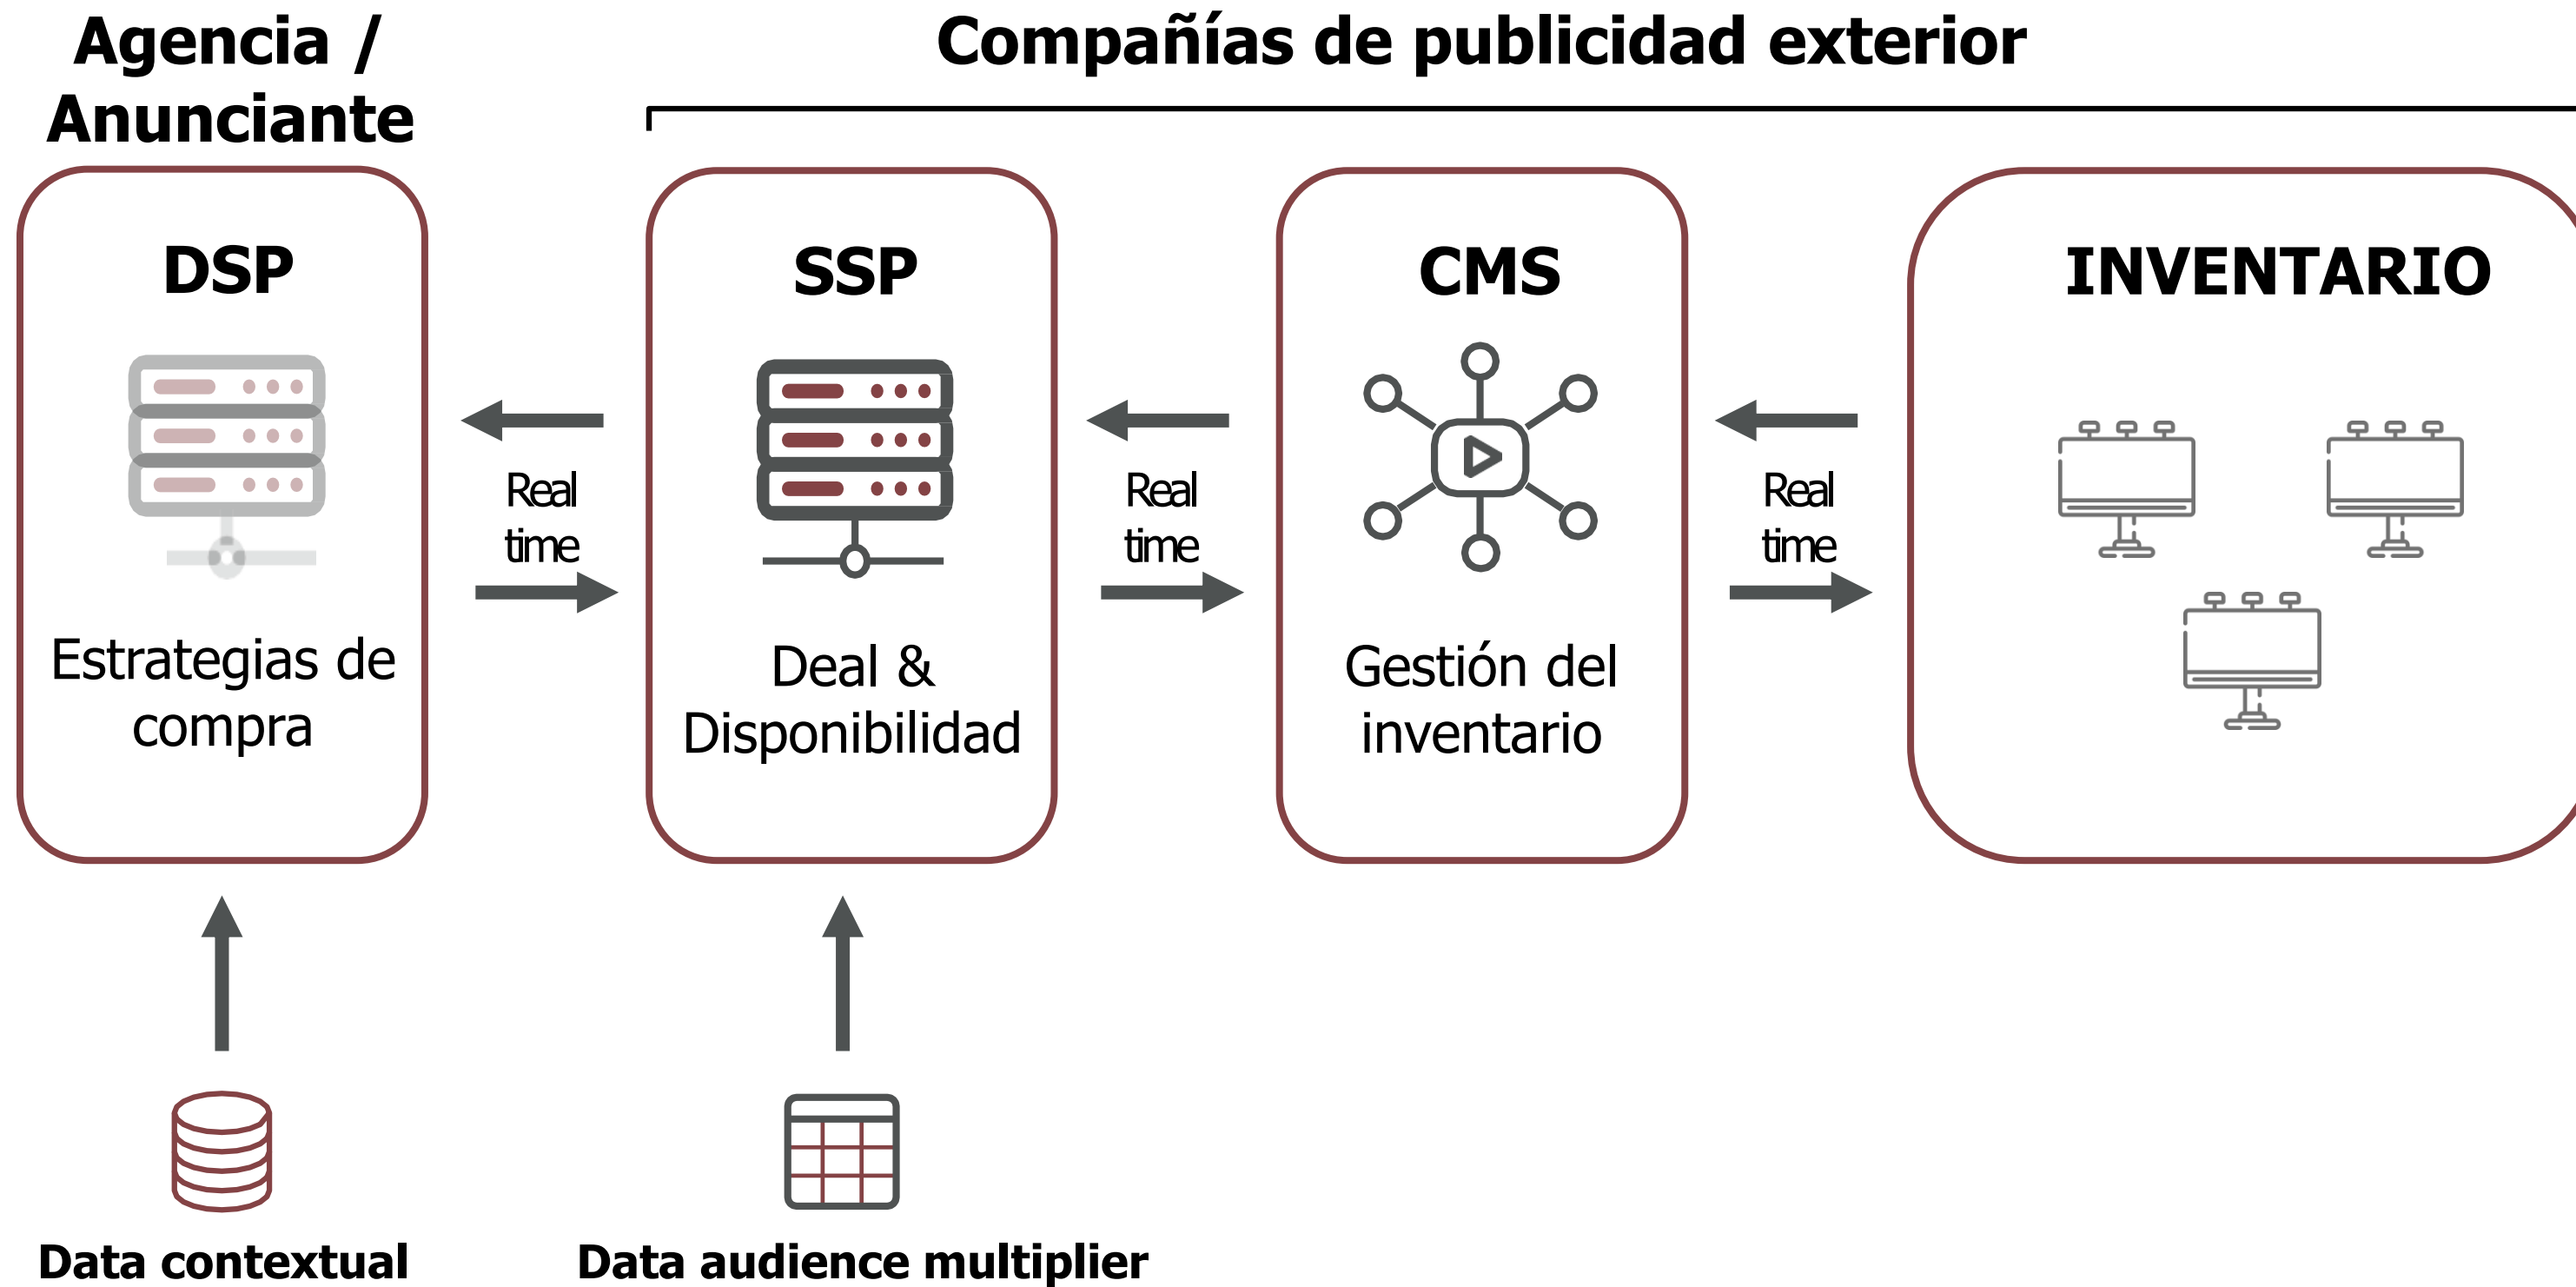 Agencia /
Anunciante
Compañías de publicidad exterior
DSP
Estrategias de
compra
Real
time
SSP
Deal &
Disponibilidad
Real
time
CMS
Gestión del
inventario
Real
time
INVENTARIO
Data contextual
Data audience multiplier